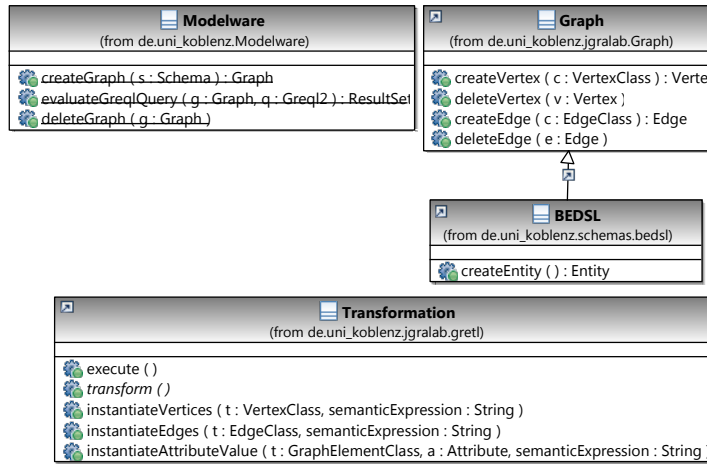 Modelware
(from de.uni_koblenz.Modelware)
createGraph ( s : Schema ) : Graph
evaluateGreqlQuery ( g : Graph, q : Greql2 ) : ResultSet
deleteGraph ( g : Graph )
Graph
(from de.uni_koblenz.jgralab.Graph)
createVertex ( c : VertexClass ) : Verte
deleteVertex ( v : Vertex )
createEdge ( c : EdgeClass ) : Edge
deleteEdge ( e : Edge )
BEDSL
(from de.uni_koblenz.schemas.bedsl)
createEntity ( ) : Entity
Transformation
(from de.uni_koblenz.jgralab.gretl)
execute ( )
transform ( )
instantiateVertices ( t : VertexClass, semanticExpression : String )
instantiateEdges ( t : EdgeClass, semanticExpression : String )
instantiateAttributeValue ( t : GraphElementClass, a : Attribute, semanticExpression : String )